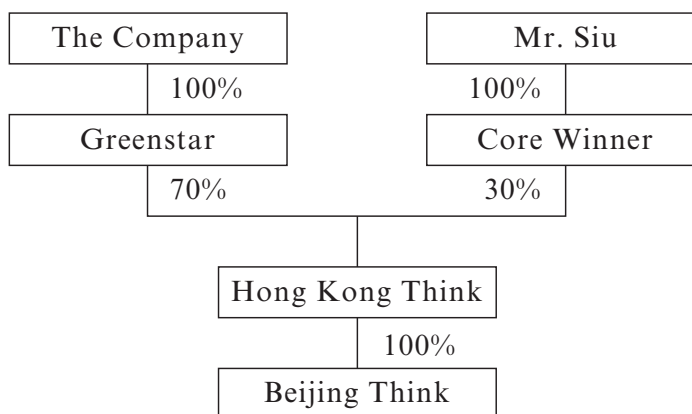 The Company
Mr. Siu
100%
100%
Greenstar
Core Winner
70%
30%
Hong Kong Think
100%
Beijing Think